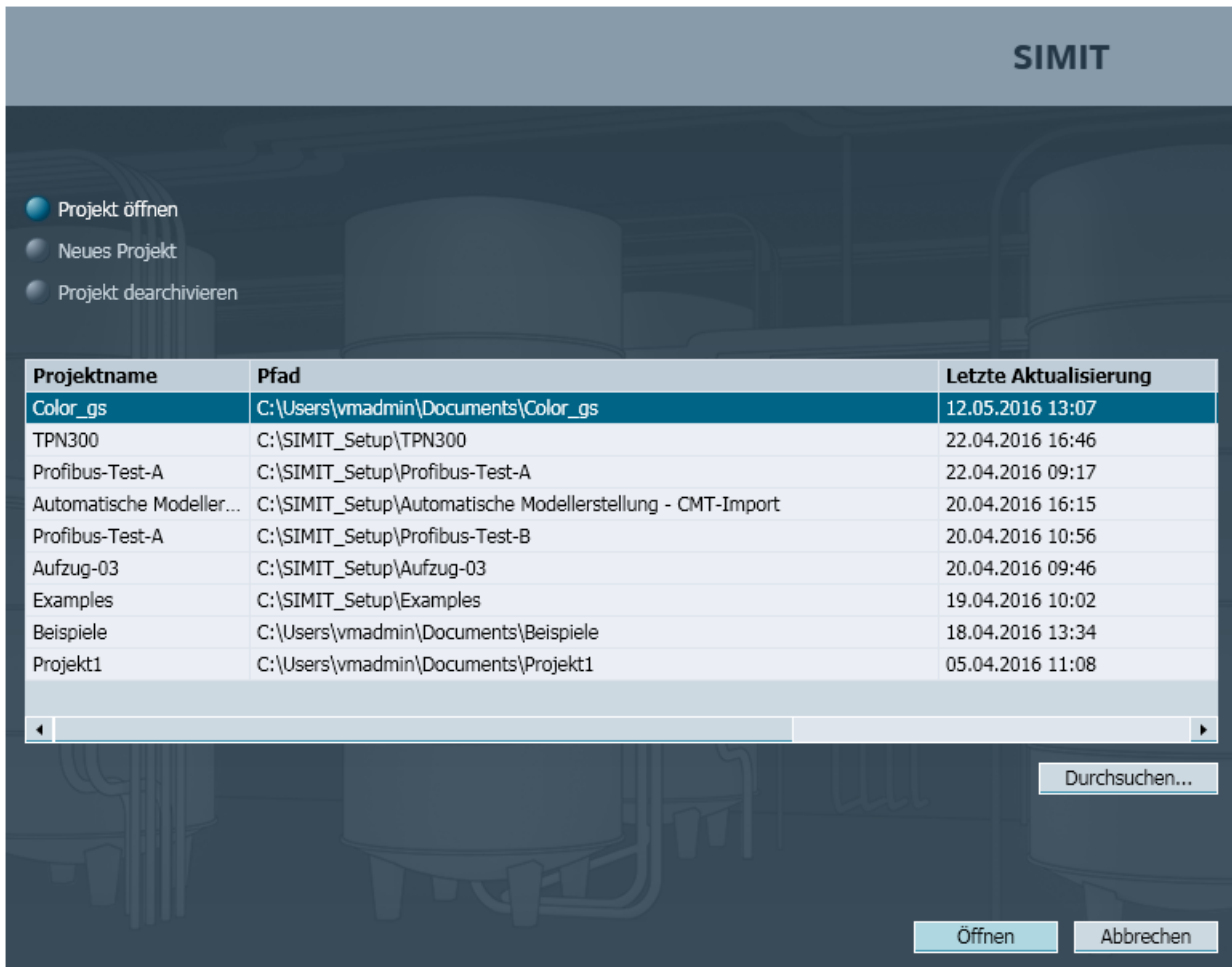 SIMIT
Projekt öffnen
Neues Projekt
Projekt dearchivieren
Projektname Pfad Letzte Aktualisierung
Color_gs C:\Users\vmadmin\Documents\Color_gs 12.05.2016 13:07
TPN300 C:\SIMIT_Setup\TPN300 22.04.2016 16:46
Profibus-Test-A C:\SIMIT_Setup\Profibus-Test-A 22.04.2016 09:17
Automatische Modeller... C:\SIMIT_Setup\Automatische Modellerstellung - CMT-Import 20.04.2016 16:15
Profibus-Test-A C:\SIMIT_Setup\Profibus-Test-B 20.04.2016 10:56
Aufzug-03 C:\SIMIT_Setup\Aufzug-03 20.04.2016 09:46
Examples C:\SIMIT_Setup\Examples 19.04.2016 10:02
Beispiele C:\Users\vmadmin\Documents\Beispiele 18.04.2016 13:34
Projekt1 C:\Users\vmadmin\Documents\Projekt1 05.04.2016 11:08
Durchsuchen...
Öffnen Abbrechen